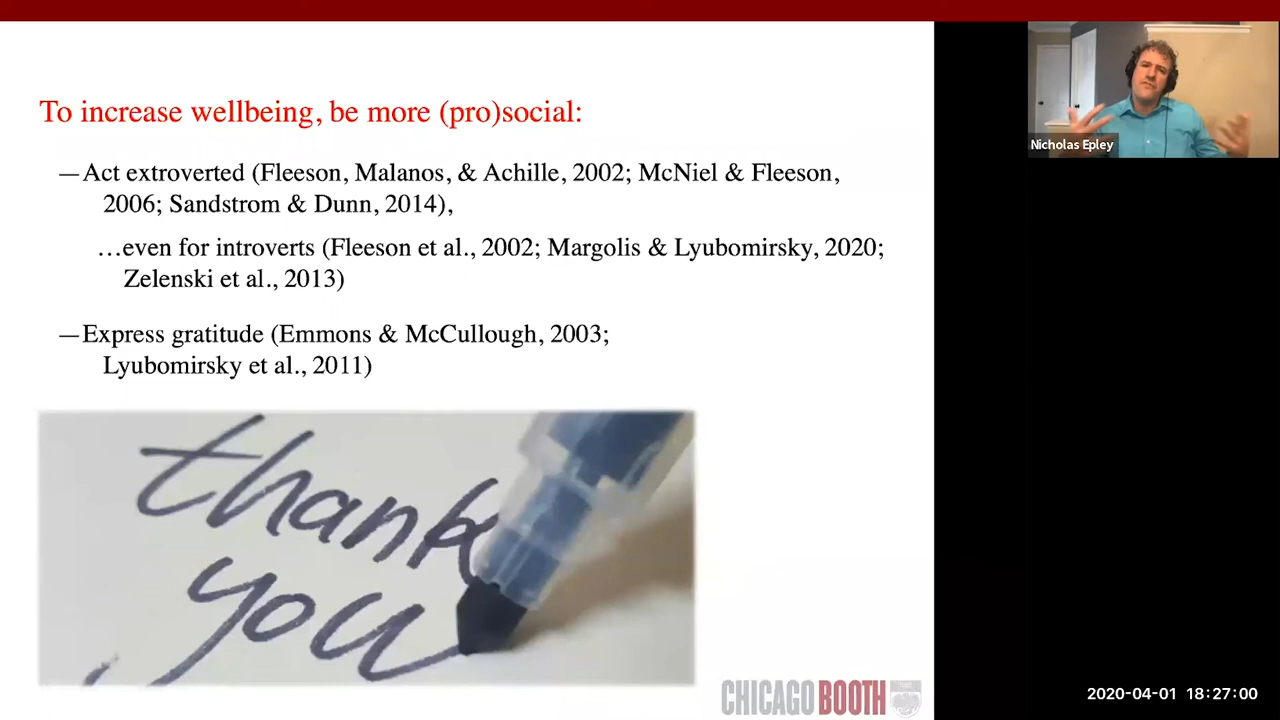 To increase wellbeing, be more (pro)social:
—Act extroverted (Fleeson, Malanos, & Achille, 2002; McNiel & Fleeson,
2006; Sandstrom & Dunn, 2014),
…even for introverts (Fleeson et al., 2002; Margolis & Lyubomirsky, 2020;
Zelenski et al., 2013)
—Express gratitude (Emmons & McCullough, 2003;
Lyubomirsky et al., 2011)
thank
you
CHICAGO BOOTH
Nicholas Epley
2020-04-01 18:27:00